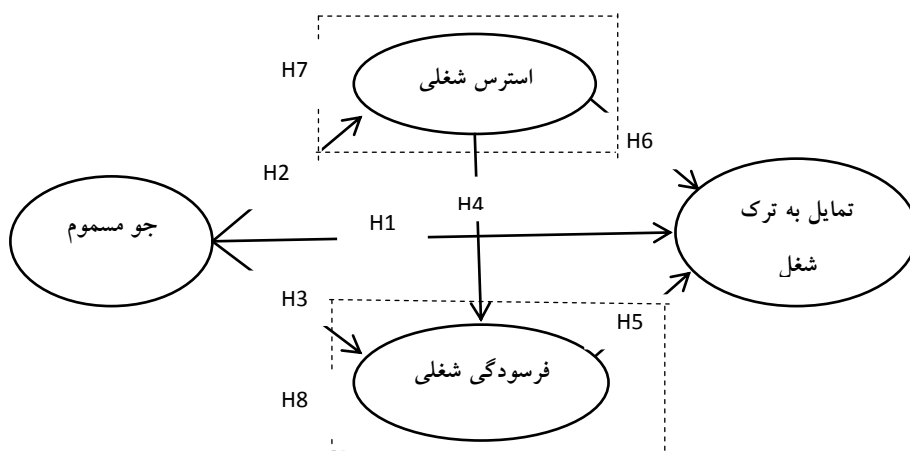 H7
استرس شغلی
H6
H2
H4
جو مسموم
H1
تمایل به ترک
شغل
H3
H5
فرسودگی شغلی
H8